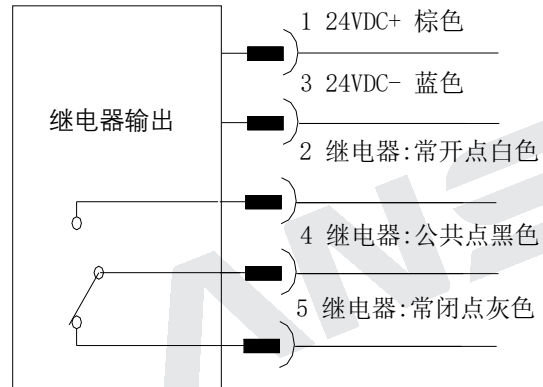 1 24VDC+ 棕色
3 24VDC- 蓝色
继电器输出
2 继电器:常开点白色
4 继电器:公共点黑色
5 继电器:常闭点灰色